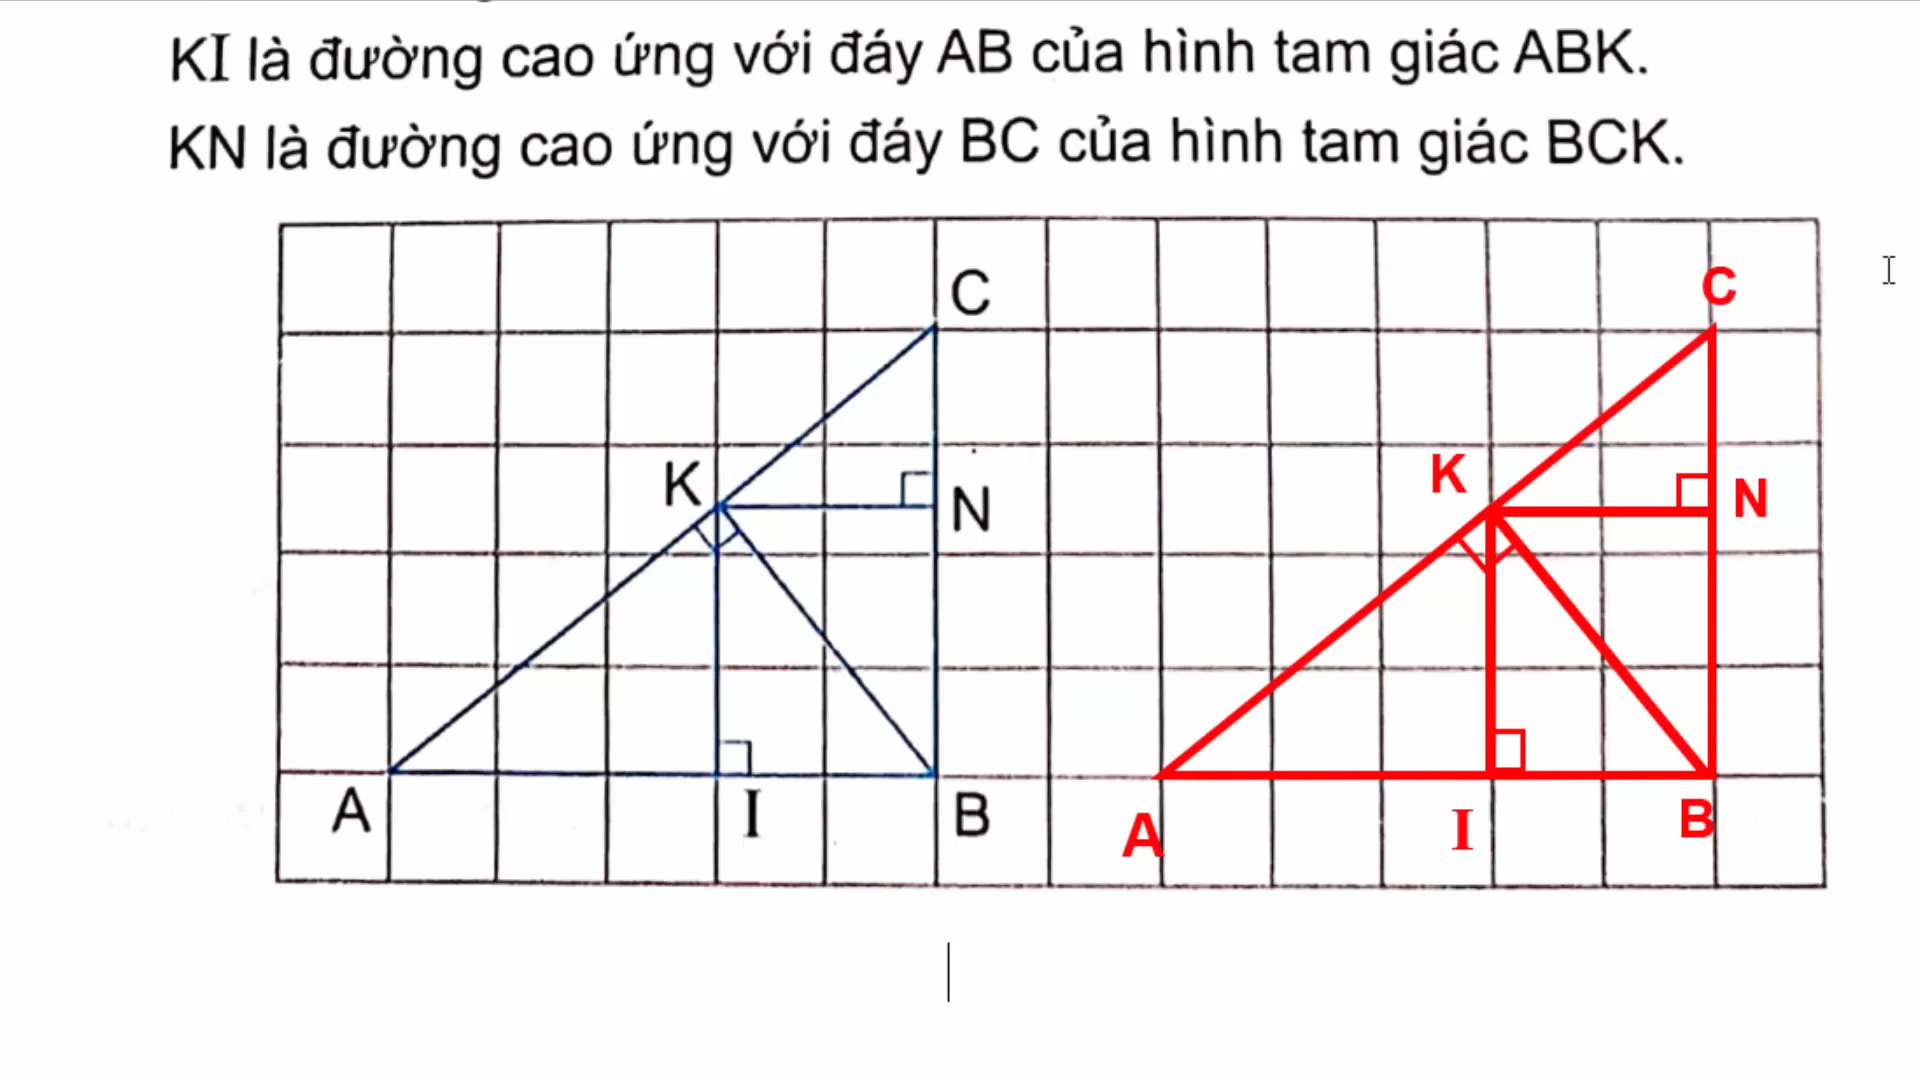 KI là đường cao ứng với đáy AB của hình tam giác ABK.
KN là đường cao ứng với đáy BC của hình tam giác BCK.
C
C
K
K
N
N
A
I
B
A
I
B